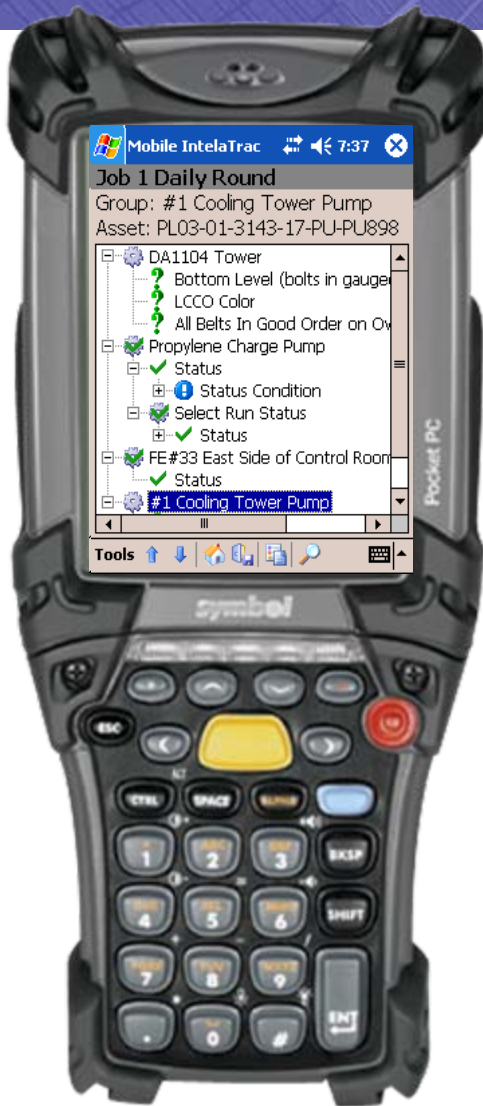 Mobile IntelaTrac 7:37
Job 1 Daily Round
Group: #1 Cooling Tower Pump
Asset: PL03-01-3143-17-PU-PU898
DA1104 Tower
? Bottom Level (bolts in gauge
? LCCO Color
? All Belts In Good Order on Ov
Propylene Charge Pump
Status
Status Condition
Select Run Status
Status
FE#33 East Side of Control Room
Status
#1 Cooling Tower Pump
Tools
Pocket PC
symbol
ESC
CTRL SPACE ALPHA
1 2 3 BKSP
4 5 6 SHIFT
7 8 9
. 0 # ENT